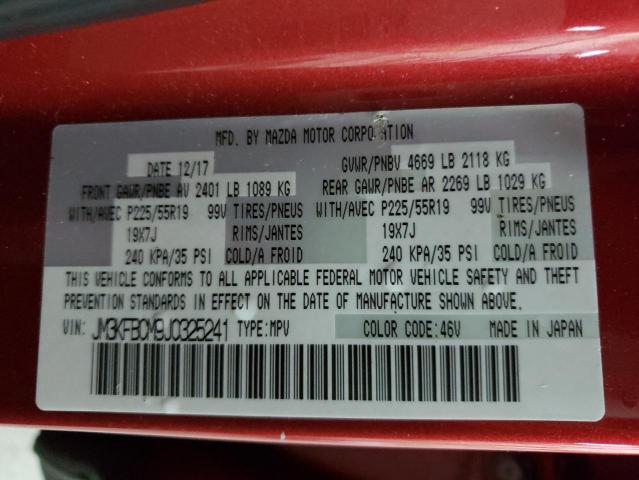 MFD. BY MAZDA MOTOR CORPORATION
DATE 12/17 GVWR/PNBV 4669 LB 2118 KG
FRONT GAWR/PNBE AV 2401 LB 1089 KG REAR GAWR/PNBE AR 2269 LB 1029 KG
WITH/AVEC P225/55R19 99V TIRES/PNEUS WITH/AVEC P225/55R19 99V TIRES/PNEUS
19X7J RIMS/JANTES 19X7J RIMS/JANTES
240 KPA/35 PSI COLD/A FROID 240 KPA/35 PSI COLD/A FROID
THIS VEHICLE CONFORMS TO ALL APPLICABLE FEDERAL MOTOR VEHICLE SAFETY AND THEFT
PREVENTION STANDARDS IN EFFECT ON THE DATE OF MANUFACTURE SHOWN ABOVE.
VIN: JM3KFBCM9J0325241 TYPE:MPV COLOR CODE:46V MADE IN JAPAN